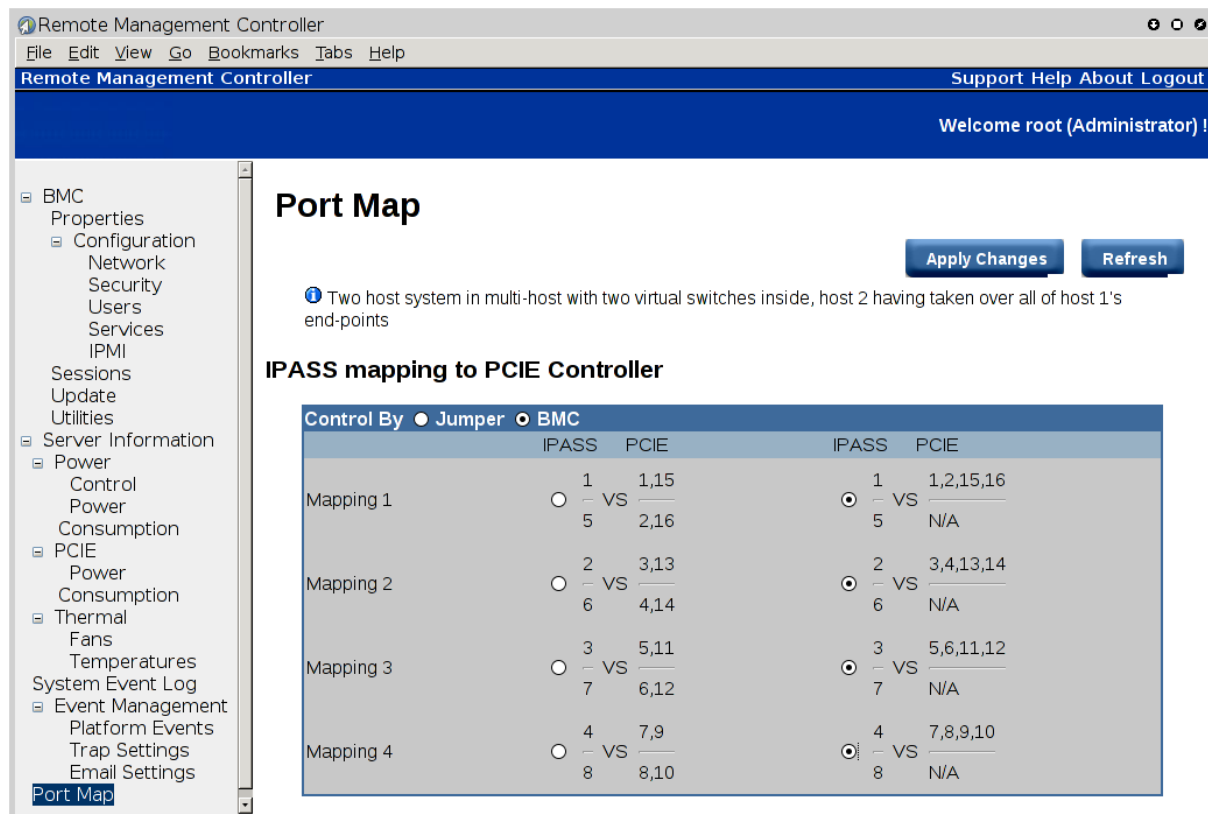 Remote Management Controller
File Edit View Go Bookmarks Tabs Help
Remote Management Controller Support Help About Logout
Welcome root (Administrator) !
BMC
Properties
Configuration
Network
Security
Users
Services
IPMI
Sessions
Update
Utilities
Server Information
Power
Control
Power
Consumption
PCIE
Power
Consumption
Thermal
Fans
Temperatures
System Event Log
Event Management
Platform Events
Trap Settings
Email Settings
Port Map
Port Map
Apply Changes Refresh
Two host system in multi-host with two virtual switches inside, host 2 having taken over all of host 1's
end-points
IPASS mapping to PCIE Controller
Control By Jumper BMC
IPASS PCIE IPASS PCIE
1 1,15 1 1,2,15,16
Mapping 1 VS VS
5 2,16 5 N/A
2 3,13 2 3,4,13,14
Mapping 2 VS VS
6 4,14 6 N/A
3 5,11 3 5,6,11,12
Mapping 3 VS VS
7 6,12 7 N/A
4 7,9 4 7,8,9,10
Mapping 4 VS VS
8 8,10 8 N/A